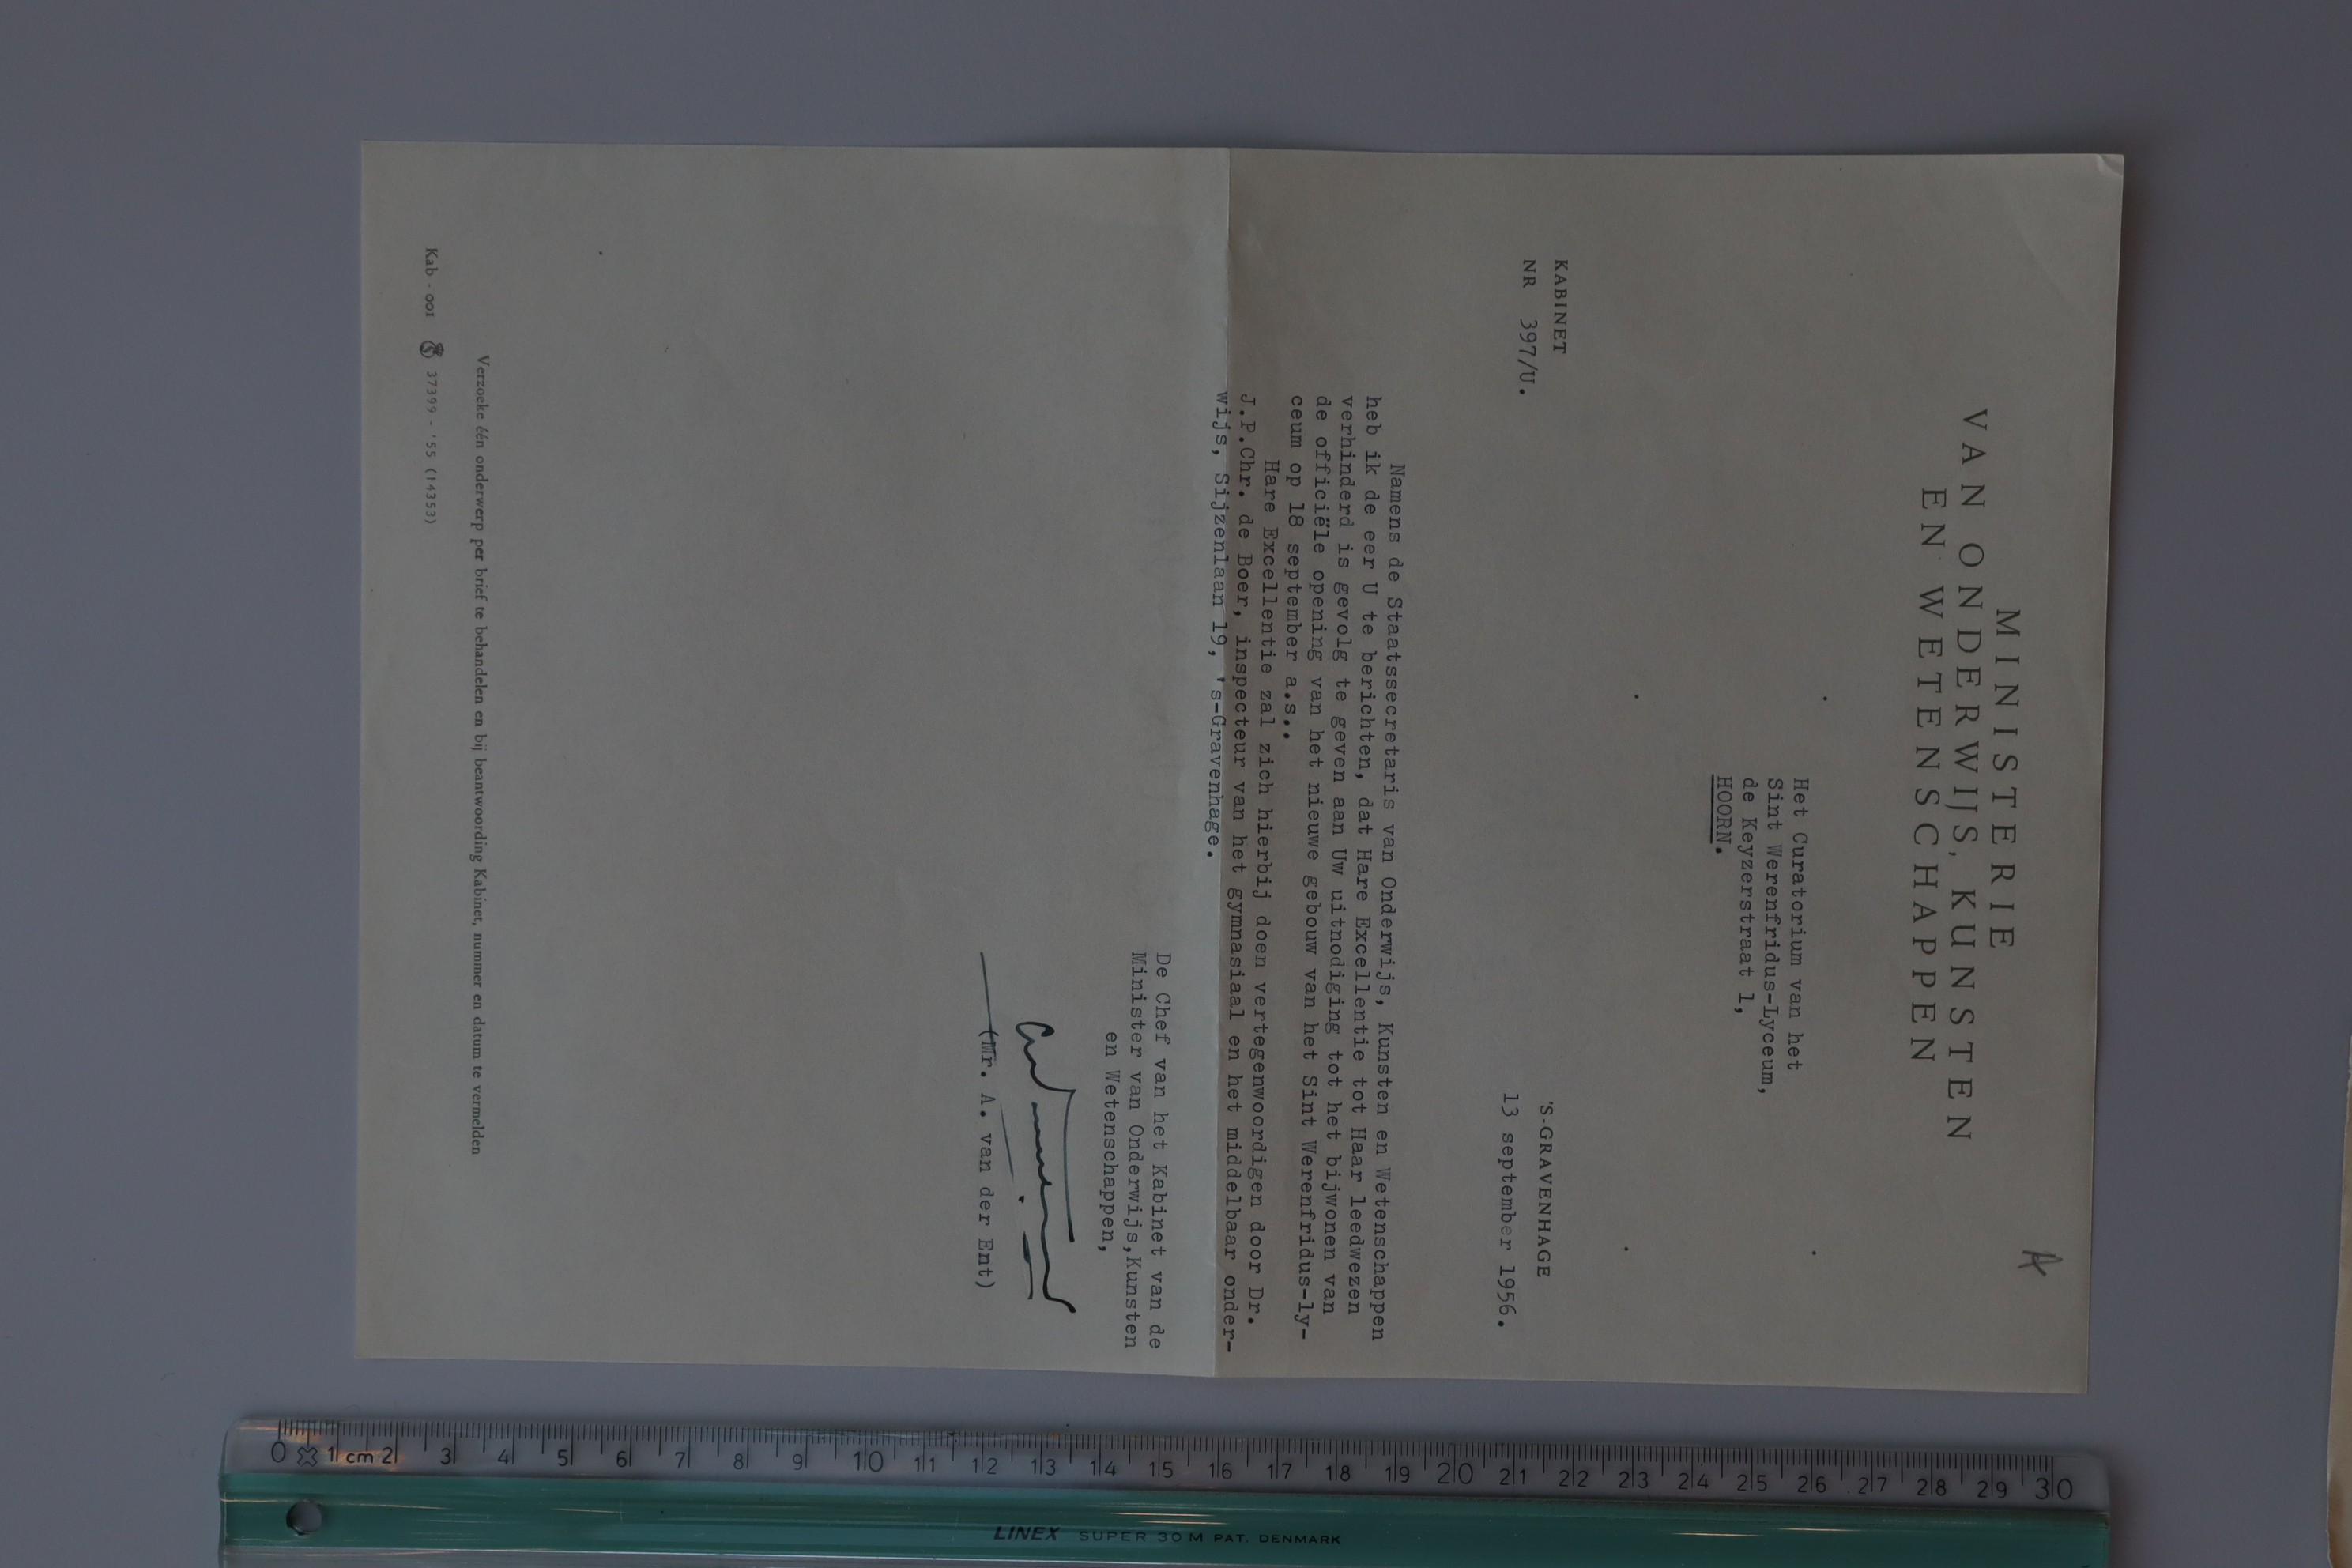 MINISTERIE
VAN ONDERWIJS, KUNSTEN
EN WETENSCHAPPEN
Het Curatorium van het
Sint Werenfridus-Lyceum,
de Keyzerstraat 1,
HOORN.
KABINET
NR 397/U.
'S-GRAVENHAGE
13 september 1956.
Namens de Staatssecretaris van Onderwijs, Kunsten en Wetenschappen
heb ik de eer U te berichten, dat Hare Excellentie tot Haar leedwezen
verhinderd is gevolg te geven aan Uw uitnodiging tot het bijwonen van
de officiële opening van het nieuwe gebouw van het Sint Werenfridus-ly-
ceum op 18 september a.s..
Hare Excellentie zal zich hierbij doen vertegenwoordigen door Dr.
J.P.Chr. de Boer, inspecteur van het gymnasiaal en het middelbaar onder-
wijs, Sijzenlaan 19, 's-Gravenhage.
De Chef van het Kabinet van de
Minister van Onderwijs,Kunsten
en Wetenschappen,
(Mr. A. van der Ent)
Verzoeke één onderwerp per brief te behandelen en bij beantwoording Kabinet, nummer en datum te vermelden
Kab - 001 37399 - '55 (14353)
0 1 cm 2 3 4 5 6 7 8 9 10 11 12 13 14 15 16 17 18 19 20 21 22 23 24 25 26 27 28 29 30
LINEX SUPER 30 M PAT. DENMARK